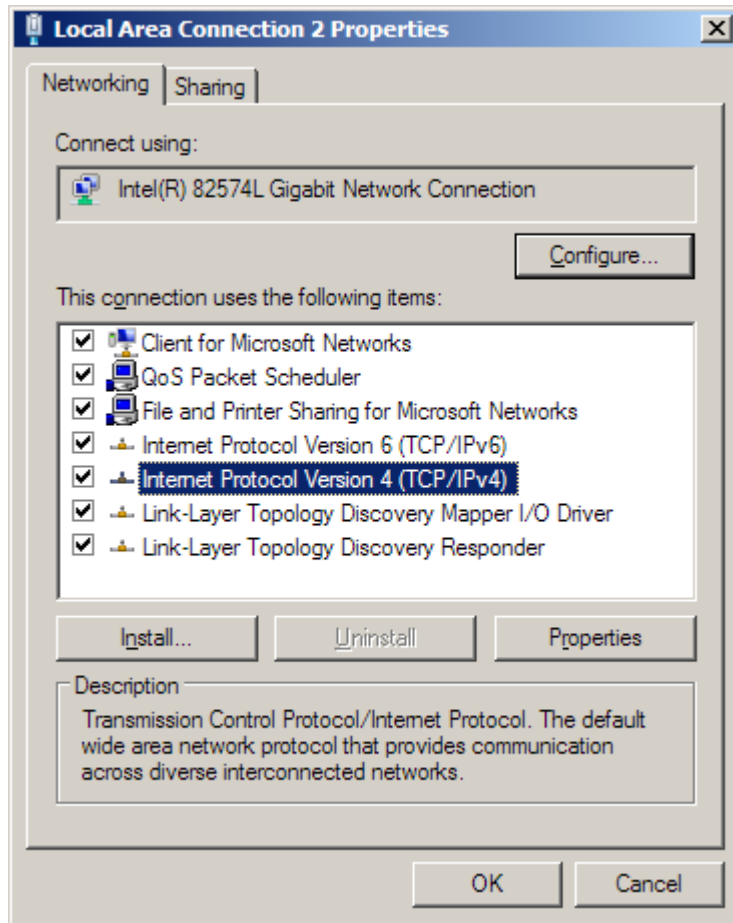 Local Area Connection 2 Properties
Networking
Sharing
Connect using:
Intel(R) 82574L Gigabit Network Connection
Configure...
This connection uses the following items:
Client for Microsoft Networks
QoS Packet Scheduler
File and Printer Sharing for Microsoft Networks
Internet Protocol Version 6 (TCP/IPv6)
Internet Protocol Version 4 (TCP/IPv4)
Link-Layer Topology Discovery Mapper I/O Driver
Link-Layer Topology Discovery Responder
Install...
Uninstall
Properties
Description
Transmission Control Protocol/Internet Protocol. The default
wide area network protocol that provides communication
across diverse interconnected networks.
OK
Cancel